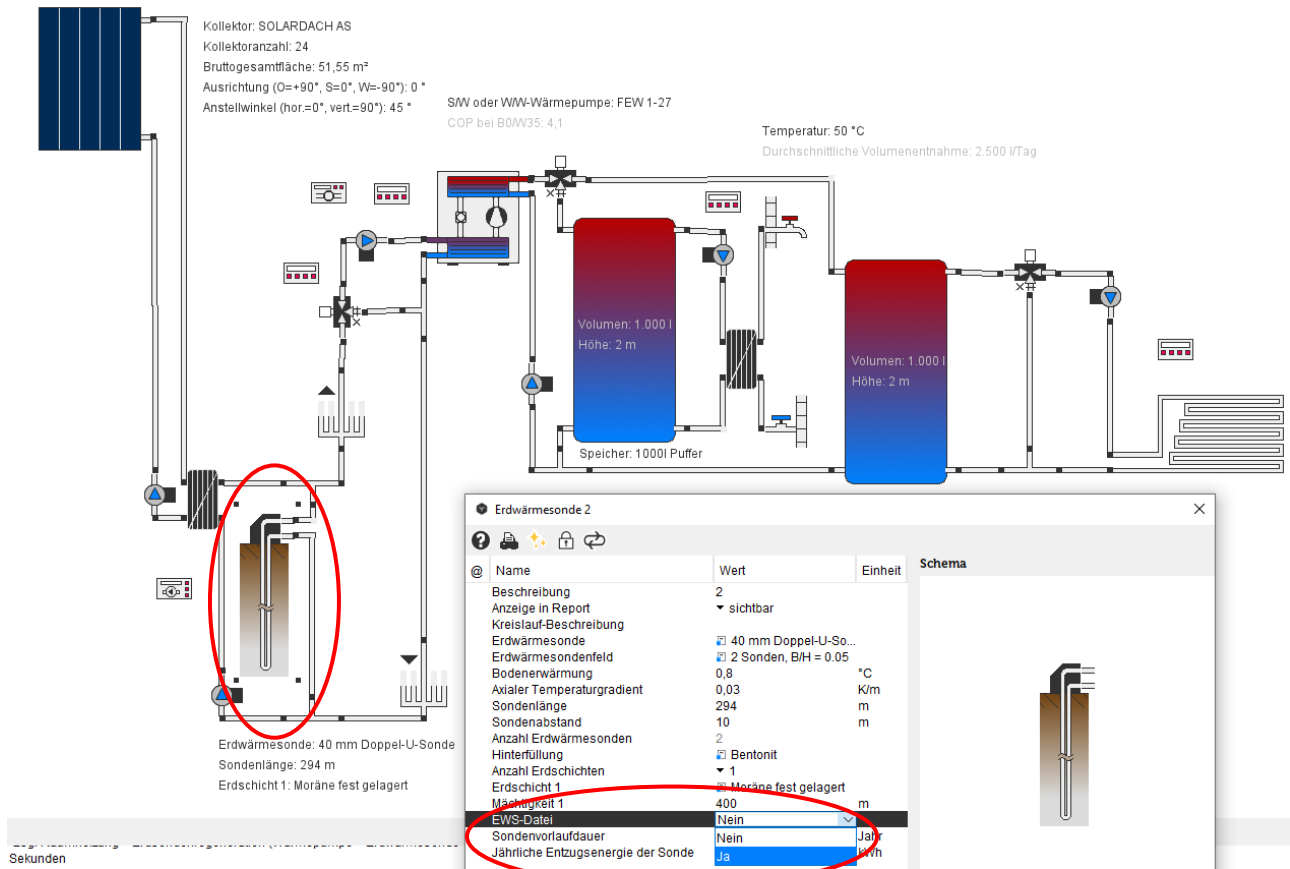 Kollektor: SOLARDACH AS
Kollektoranzahl: 24
Bruttogesamtfläche: 51,55 m²
Ausrichtung (O=+90°, S=0°, W=-90°): 0 °
Anstellwinkel (hor.=0°, vert.=90°): 45 °
S/W oder W/W-Wärmepumpe: FEW 1-27
COP bei B0/W35: 4,1
Temperatur: 50 °C
Durchschnittliche Volumenentnahme: 2.500 l/Tag
Volumen: 1.000 l
Höhe: 2 m
Volumen: 1.000 l
Höhe: 2 m
Speicher: 1000l Puffer
Erdwärmesonde: 40 mm Doppel-U-Sonde
Sondenlänge: 294 m
Erdschicht 1: Moräne fest gelagert
Sekunden
Erdwärmesonde 2
@ Name Wert Einheit
Beschreibung 2
Anzeige in Report sichtbar
Kreislauf-Beschreibung
Erdwärmesonde 40 mm Doppel-U-So...
Erdwärmesondenfeld 2 Sonden, B/H = 0.05
Bodenerwärmung 0,8 °C
Axialer Temperaturgradient 0,03 K/m
Sondenlänge 294 m
Sondenabstand 10 m
Anzahl Erdwärmesonden 2
Hinterfüllung Bentonit
Anzahl Erdschichten 1
Erdschicht 1 Moräne fest gelagert
Mächtigkeit 1 400 m
EWS-Datei Nein
Sondenvorlaufdauer Nein Jahr
Jährliche Entzugsenergie der Sonde Ja kWh
Schema